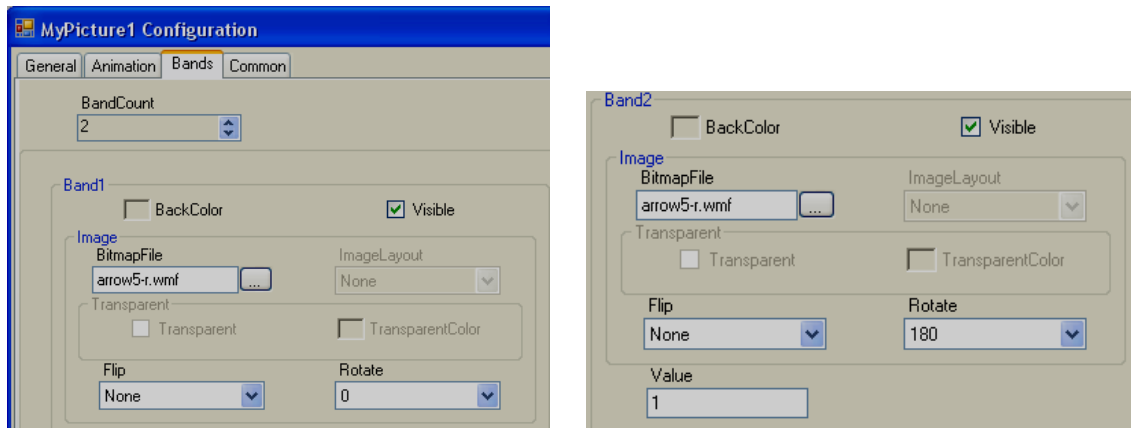 MyPicture1 Configuration
General Animation Bands Common
BandCount
2
Band1
BackColor Visible
Image
BitmapFile ImageLayout
arrow5-r.wmf ... None
Transparent
Transparent TransparentColor
Flip Rotate
None 0
Band2
BackColor Visible
Image
BitmapFile ImageLayout
arrow5-r.wmf ... None
Transparent
Transparent TransparentColor
Flip Rotate
None 180
Value
1